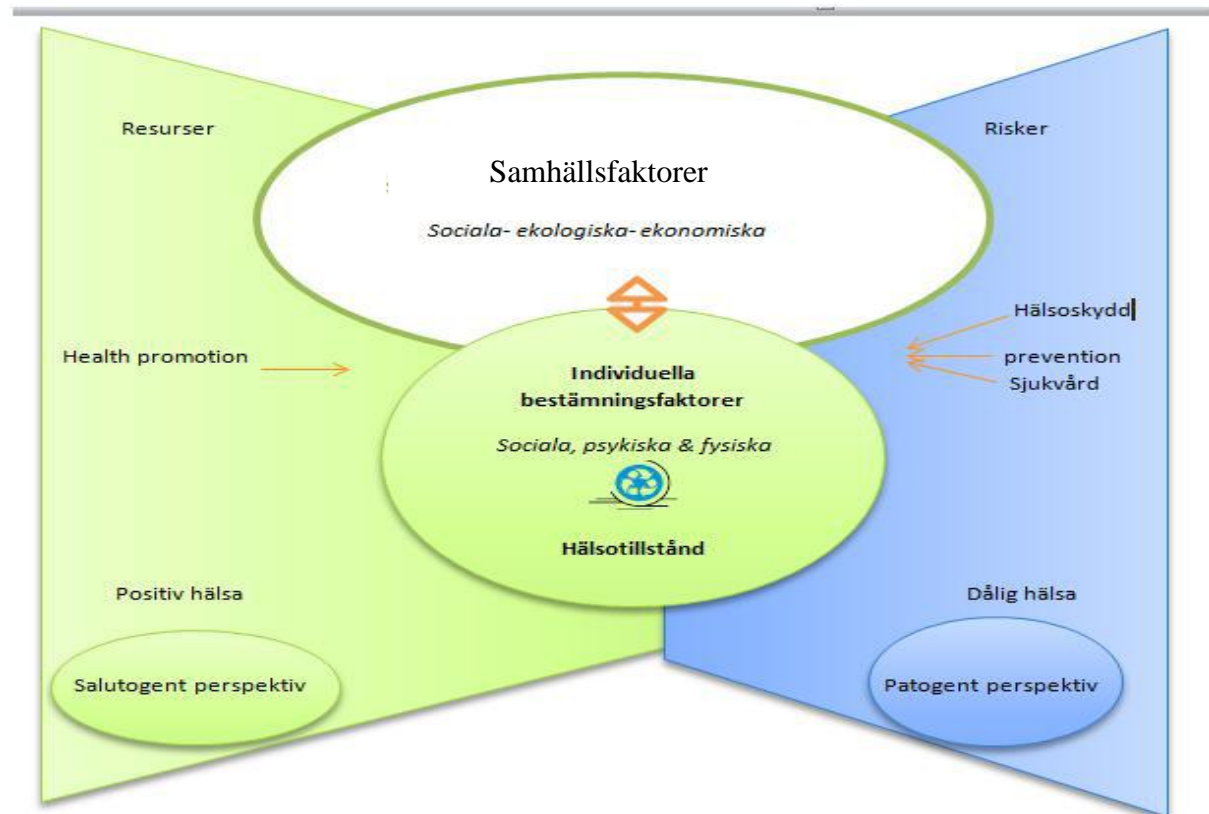 Resurser
Risker
Samhällsfaktorer
Sociala- ekologiska- ekonomiska
Hälsoskydd
Health promotion
prevention
Sjukvård
Individuella
bestämningsfaktorer
Sociala, psykiska & fysiska
Hälsotillstånd
Positiv hälsa
Dålig hälsa
Salutogent perspektiv
Patogent perspektiv